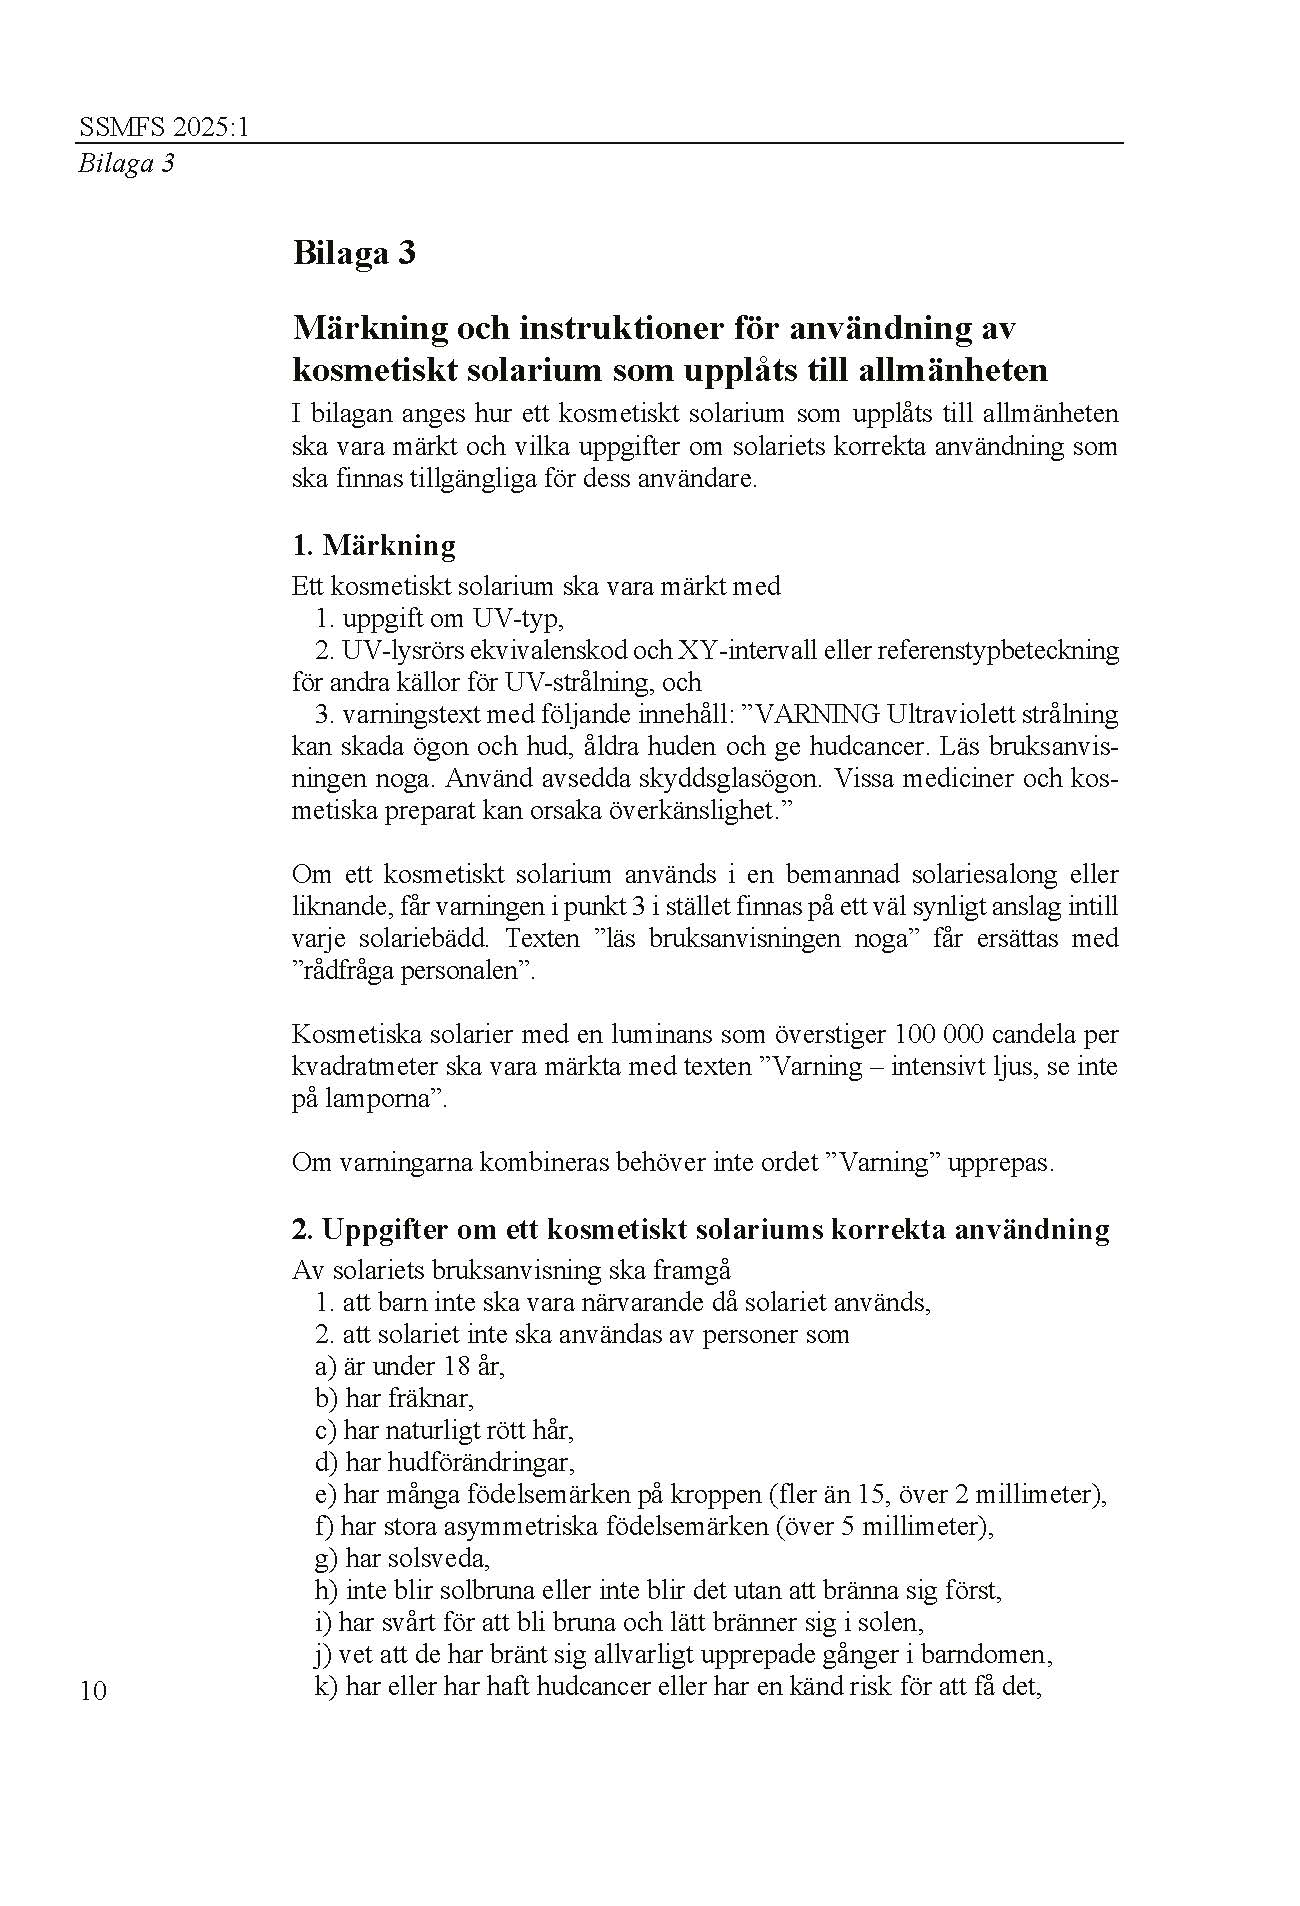 SSMFS 2025:1
Bilaga 3
Bilaga 3
Märkning och instruktioner för användning av
kosmetiskt solarium som upplåts till allmänheten
I bilagan anges hur ett kosmetiskt solarium som upplåts till allmänheten
ska vara märkt och vilka uppgifter om solariets korrekta användning som
ska finnas tillgängliga för dess användare.
1. Märkning
Ett kosmetiskt solarium ska vara märkt med
1. uppgift om UV-typ,
2. UV-lysrörs ekvivalenskod och XY-intervall eller referenstypbeteckning
för andra källor för UV-strålning, och
3. varningstext med följande innehåll: ”VARNING Ultraviolett strålning
kan skada ögon och hud, åldra huden och ge hudcancer. Läs bruksanvis-
ningen noga. Använd avsedda skyddsglasögon. Vissa mediciner och kos-
metiska preparat kan orsaka överkänslighet.”
Om ett kosmetiskt solarium används i en bemannad solariesalong eller
liknande, får varningen i punkt 3 i stället finnas på ett väl synligt anslag intill
varje solariebädd. Texten ”läs bruksanvisningen noga” får ersättas med
”rådfråga personalen”.
Kosmetiska solarier med en luminans som överstiger 100 000 candela per
kvadratmeter ska vara märkta med texten ”Varning – intensivt ljus, se inte
på lamporna”.
Om varningarna kombineras behöver inte ordet ”Varning” upprepas.
2. Uppgifter om ett kosmetiskt solariums korrekta användning
Av solariets bruksanvisning ska framgå
1. att barn inte ska vara närvarande då solariet används,
2. att solariet inte ska användas av personer som
a) är under 18 år,
b) har fräknar,
c) har naturligt rött hår,
d) har hudförändringar,
e) har många födelsemärken på kroppen (fler än 15, över 2 millimeter),
f) har stora asymmetriska födelsemärken (över 5 millimeter),
g) har solsveda,
h) inte blir solbruna eller inte blir det utan att bränna sig först,
i) har svårt för att bli bruna och lätt bränner sig i solen,
j) vet att de har bränt sig allvarligt upprepade gånger i barndomen,
k) har eller har haft hudcancer eller har en känd risk för att få det,
10